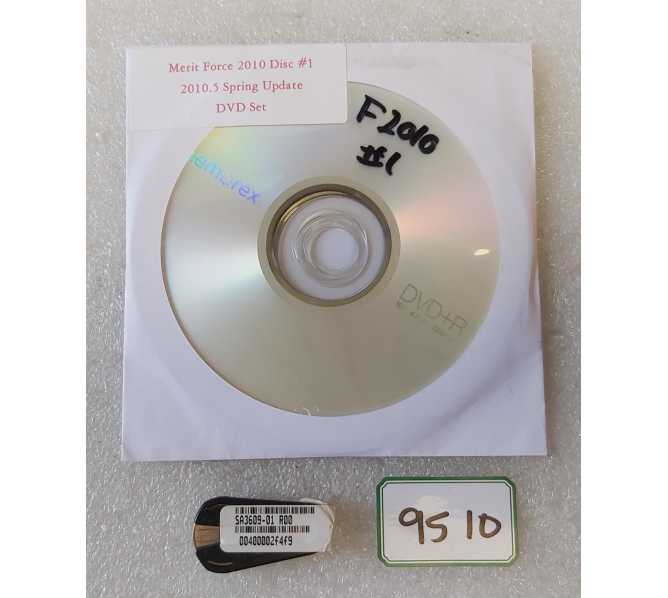 Merit Force 2010 Disc #1
2010.5 Spring Update
DVD Set
F2010
#1
emorex
DVD+R
SA3609-01 R00
00400002f4f9
9510